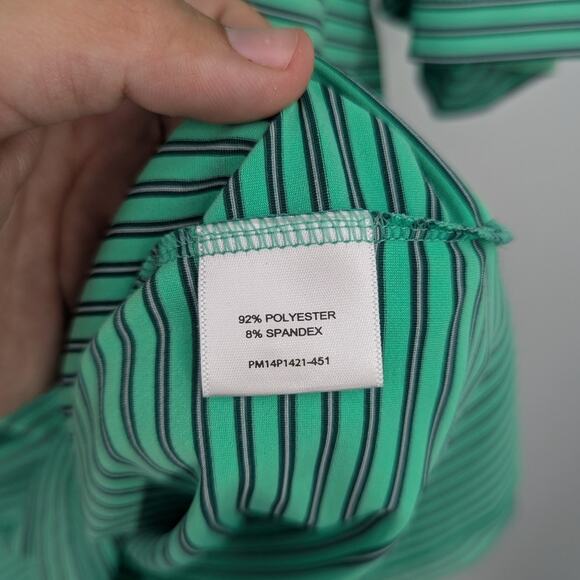 92% POLYESTER
8% SPANDEX
PM14P1421-451